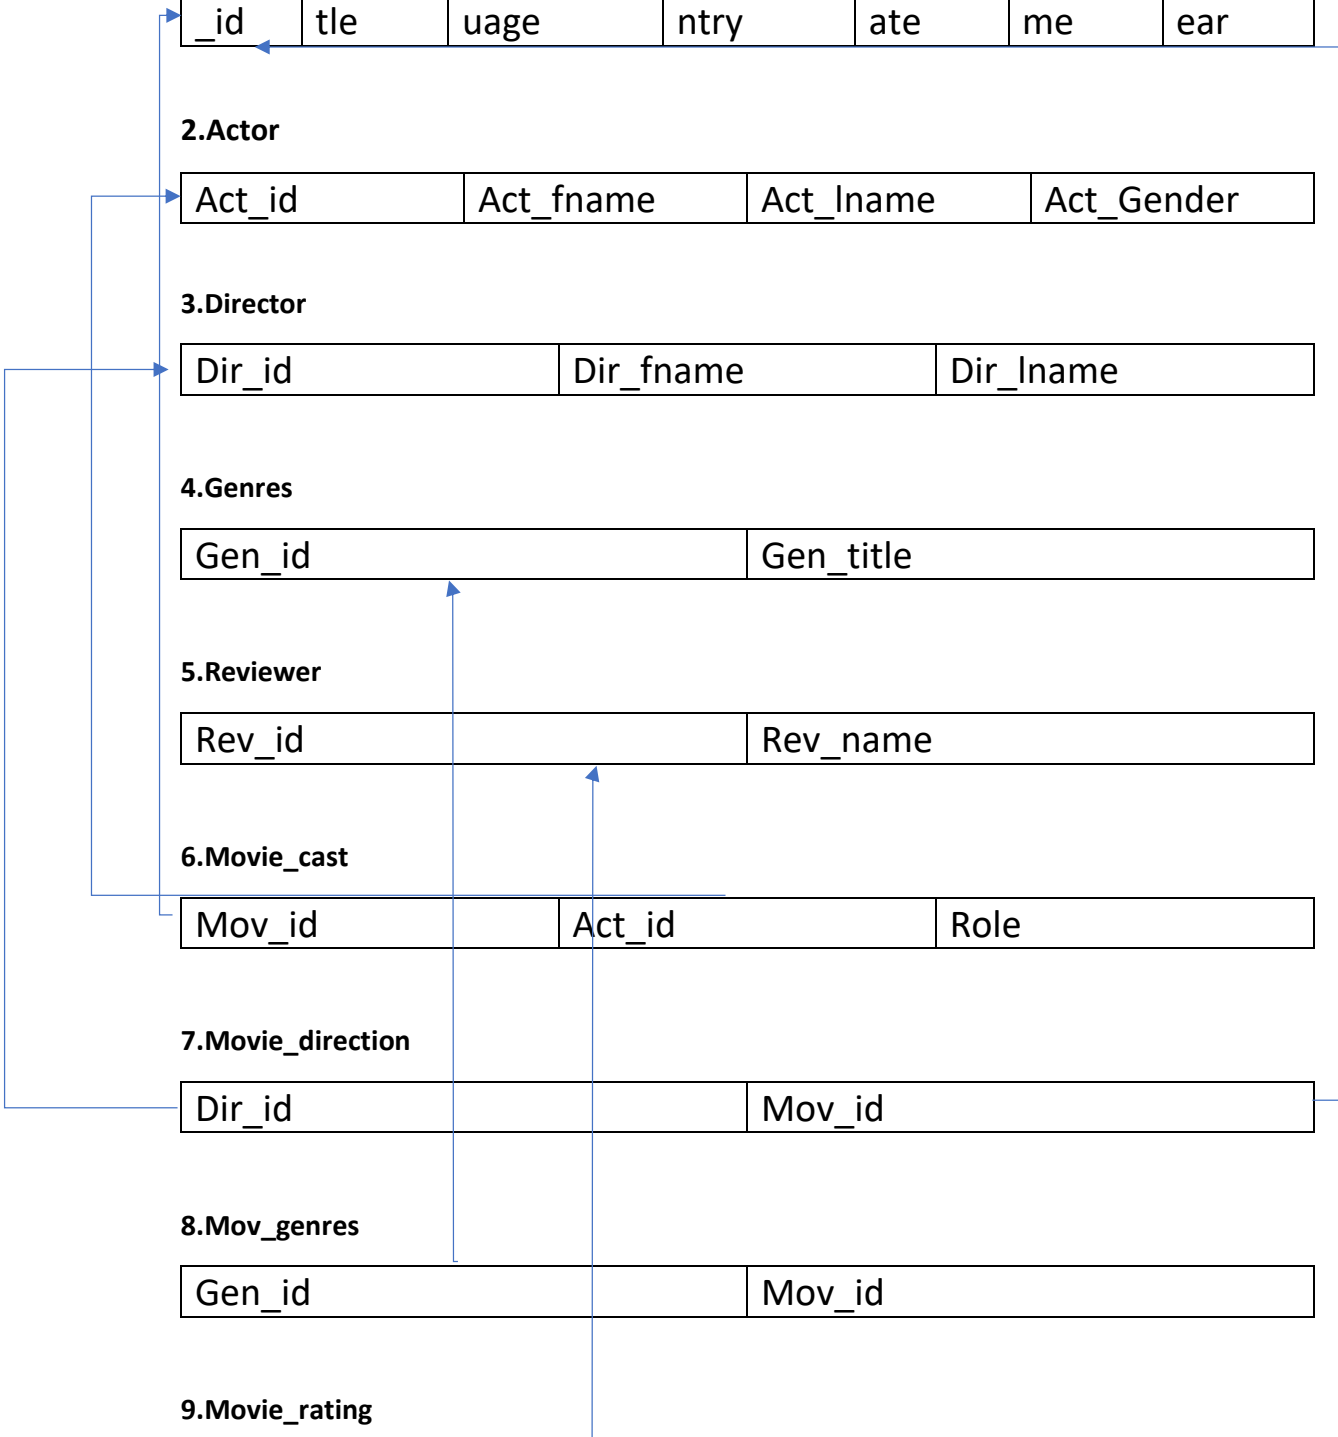 _id tle uage ntry ate me ear
2.Actor
Act_id Act_fname Act_lname Act_Gender
3.Director
Dir_id Dir_fname Dir_lname
4.Genres
Gen_id Gen_title
5.Reviewer
Rev_id Rev_name
6.Movie_cast
Mov_id Act_id Role
7.Movie_direction
Dir_id Mov_id
8.Mov_genres
Gen_id Mov_id
9.Movie_rating